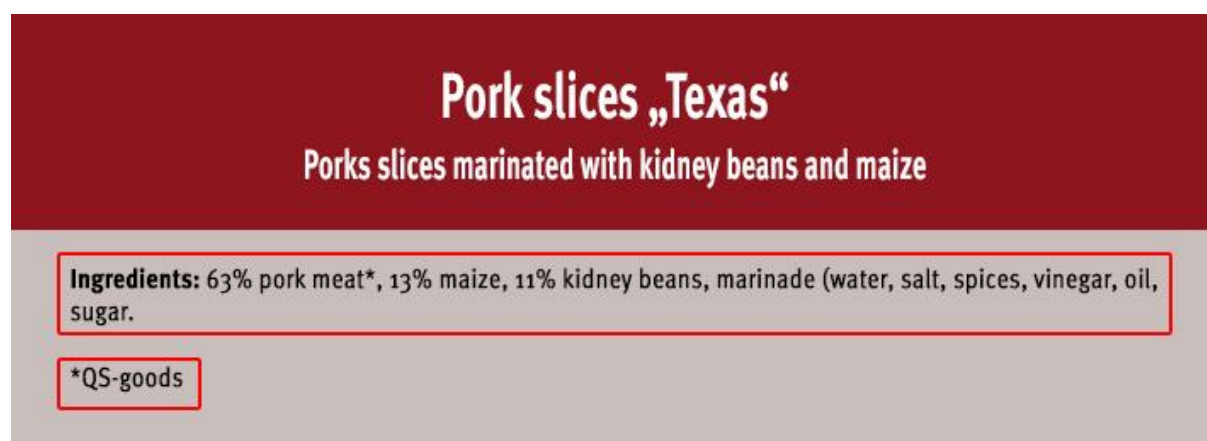 Pork slices „Texas“
Porks slices marinated with kidney beans and maize
Ingredients: 63% pork meat*, 13% maize, 11% kidney beans, marinade (water, salt, spices, vinegar, oil,
sugar.
*QS-goods